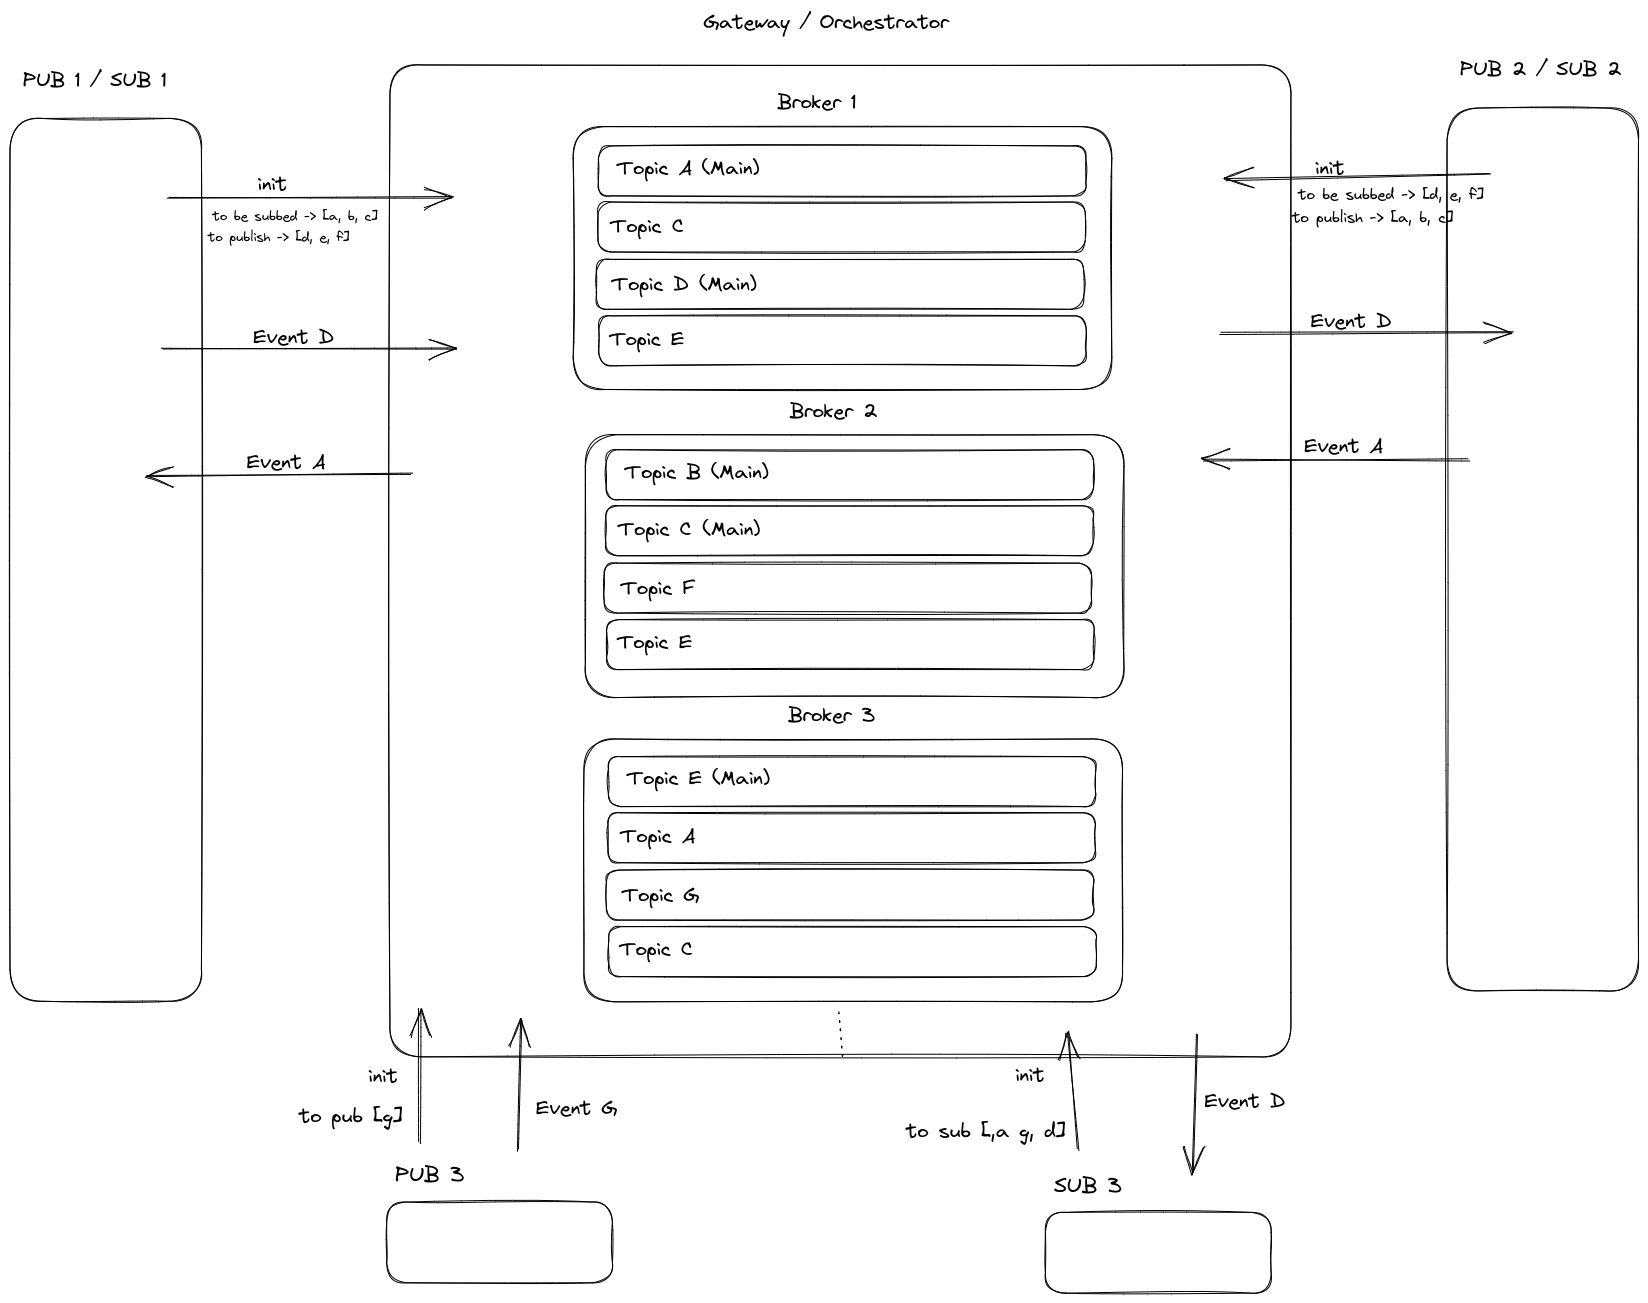 Gateway / Orchestrator
PUB 1 / SUB 1
PUB 2 / SUB 2
Broker 1
Topic A (Main)
Topic C
Topic D (Main)
Topic E
init
to be subbed -> [a, b, c]
to publish -> [d, e, f]
Event D
Event A
init
to be subbed -> [d, e, f]
to publish -> [a, b, c]
Event D
Event A
Broker 2
Topic B (Main)
Topic C (Main)
Topic F
Topic E
Broker 3
Topic E (Main)
Topic A
Topic G
Topic C
init
to pub [g]
Event G
init
to sub [,a g, d]
Event D
PUB 3
SUB 3